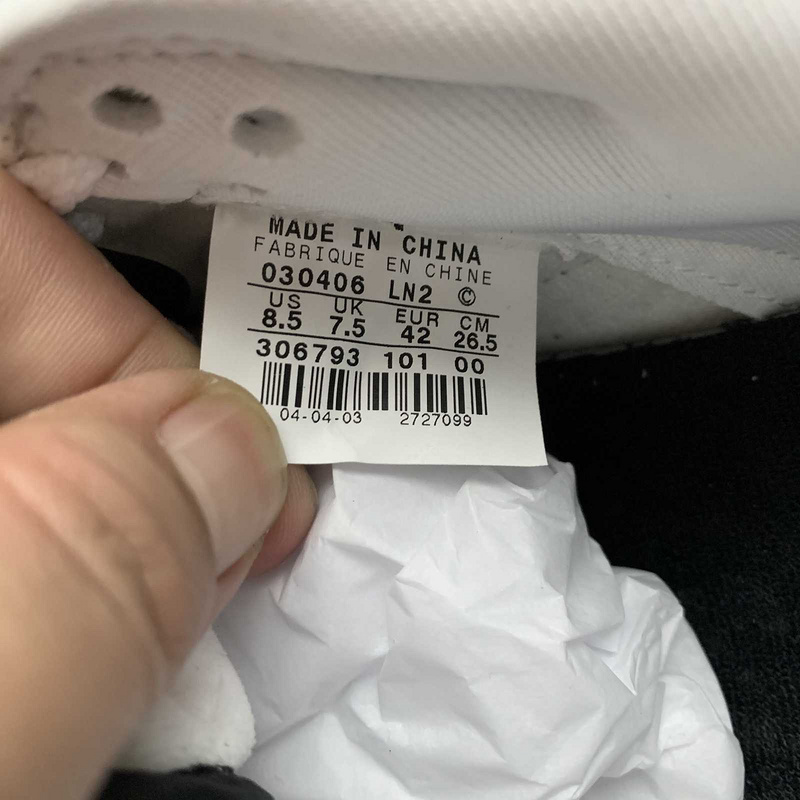 MADE IN CHINA
FABRIQUE EN CHINE
030406 LN2 ©
US UK EUR CM
8.5 7.5 42 26.5
306793 101 00
04-04-03 2727099